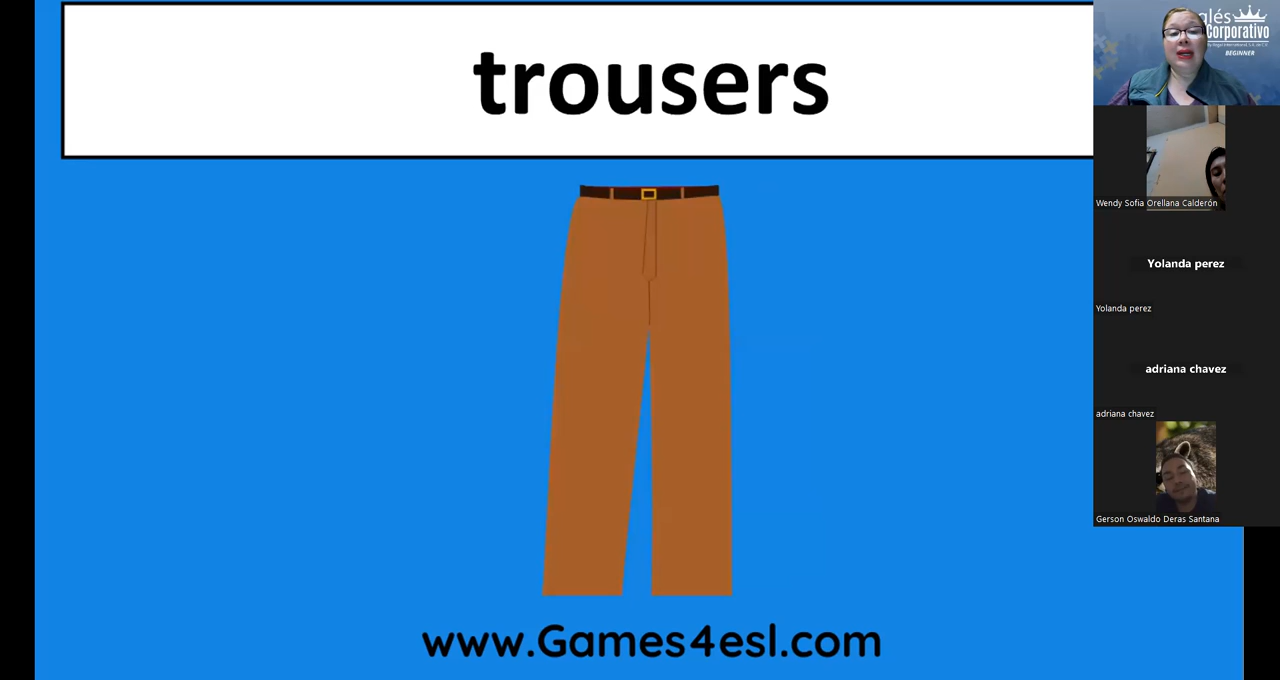 trousers
www.Games4esl.com
glés
Corporativo
BEGINNER
Wendy Sofia Orellana Calderón
Yolanda perez
Yolanda perez
adriana chavez
adriana chavez
Gerson Oswaldo Deras Santana